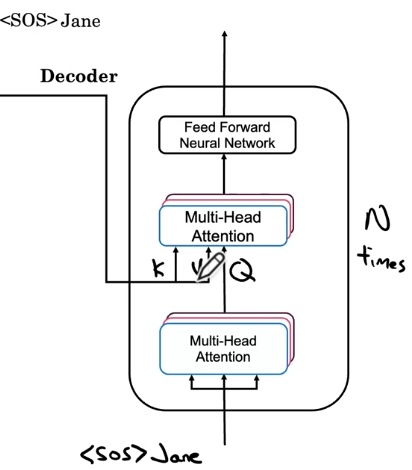 <SOS> Jane
Decoder
Feed Forward
Neural Network
Multi-Head
Attention
N
times
K V Q
Multi-Head
Attention
<SOS> Jane